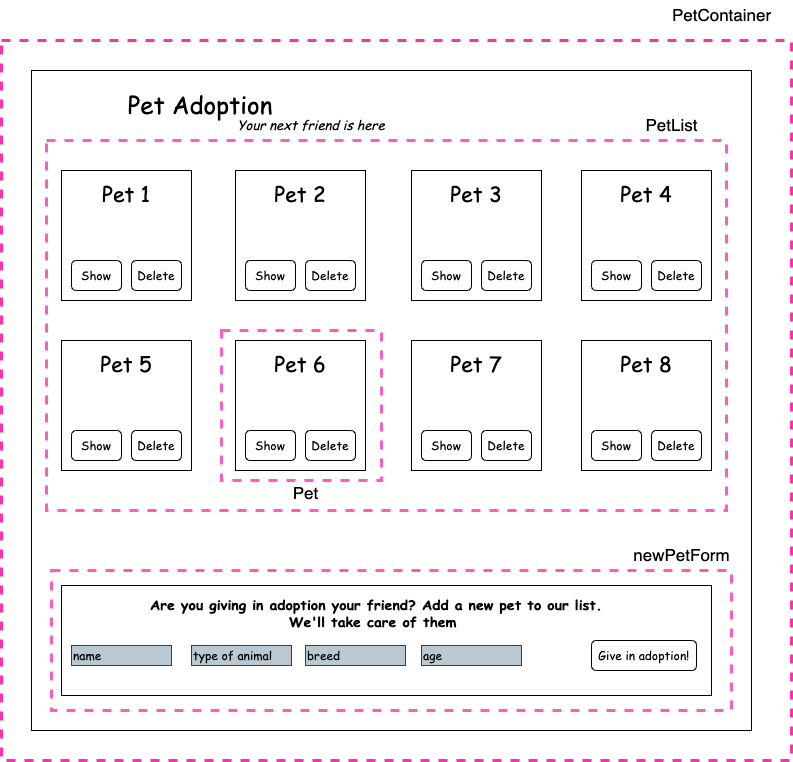 PetContainer
Pet Adoption
Your next friend is here
PetList
Pet 1
Pet 2
Pet 3
Pet 4
Show Delete
Show Delete
Show Delete
Show Delete
Pet 5
Pet 6
Pet 7
Pet 8
Show Delete
Show Delete
Show Delete
Show Delete
Pet
newPetForm
Are you giving in adoption your friend? Add a new pet to our list.
We'll take care of them
name
type of animal
breed
age
Give in adoption!